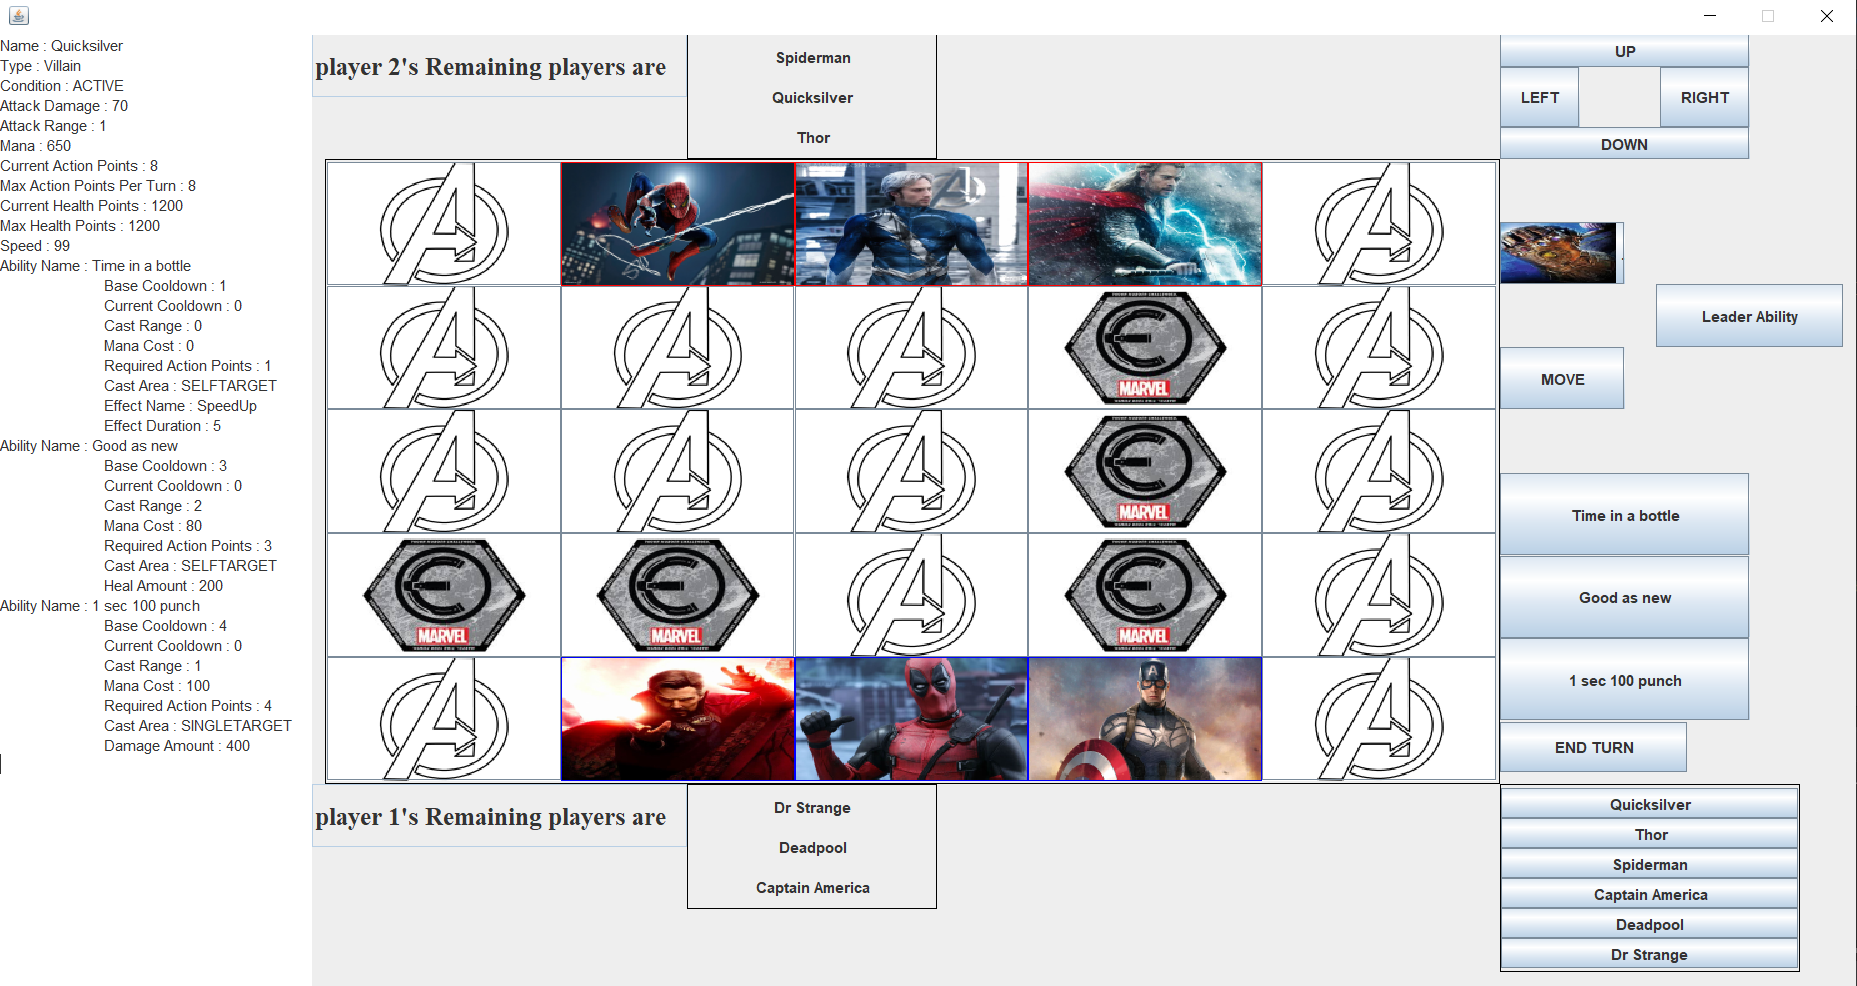 Name : Quicksilver
Type : Villain
Condition : ACTIVE
Attack Damage : 70
Attack Range : 1
Mana : 650
Current Action Points : 8
Max Action Points Per Turn : 8
Current Health Points : 1200
Max Health Points : 1200
Speed : 99
Ability Name : Time in a bottle
Base Cooldown : 1
Current Cooldown : 0
Cast Range : 0
Mana Cost : 0
Required Action Points : 1
Cast Area : SELFTARGET
Effect Name : SpeedUp
Effect Duration : 5
Ability Name : Good as new
Base Cooldown : 3
Current Cooldown : 0
Cast Range : 2
Mana Cost : 80
Required Action Points : 3
Cast Area : SELFTARGET
Heal Amount : 200
Ability Name : 1 sec 100 punch
Base Cooldown : 4
Current Cooldown : 0
Cast Range : 1
Mana Cost : 100
Required Action Points : 4
Cast Area : SINGLETARGET
Damage Amount : 400
player 2's Remaining players are
Spiderman
Quicksilver
Thor
MARVEL
MARVEL
MARVEL
MARVEL
MARVEL
player 1's Remaining players are
Dr Strange
Deadpool
Captain America
UP
LEFT
RIGHT
DOWN
Leader Ability
MOVE
Time in a bottle
Good as new
1 sec 100 punch
END TURN
Quicksilver
Thor
Spiderman
Captain America
Deadpool
Dr Strange